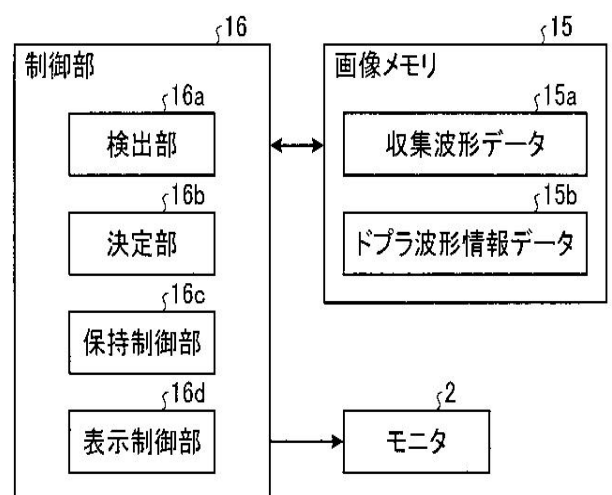 16
制御部
16a
検出部
16b
決定部
16c
保持制御部
16d
表示制御部
15
画像メモリ
15a
収集波形データ
15b
ドプラ波形情報データ
2
モニタ